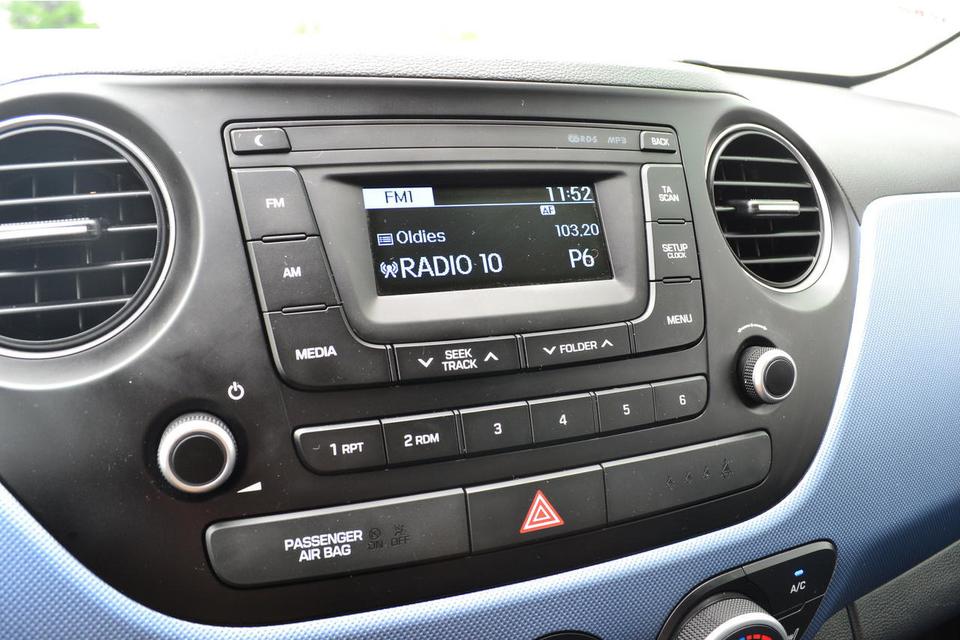 RDS MP3 BACK
FM
AM
MEDIA
FM1 11:52
AF
Oldies 103.20
RADIO 10 P6
TA
SCAN
SETUP
CLOCK
MENU
SEEK
TRACK
FOLDER
1 RPT
2 RDM
3
4
5
6
PASSENGER
AIR BAG
ON OFF
A/C